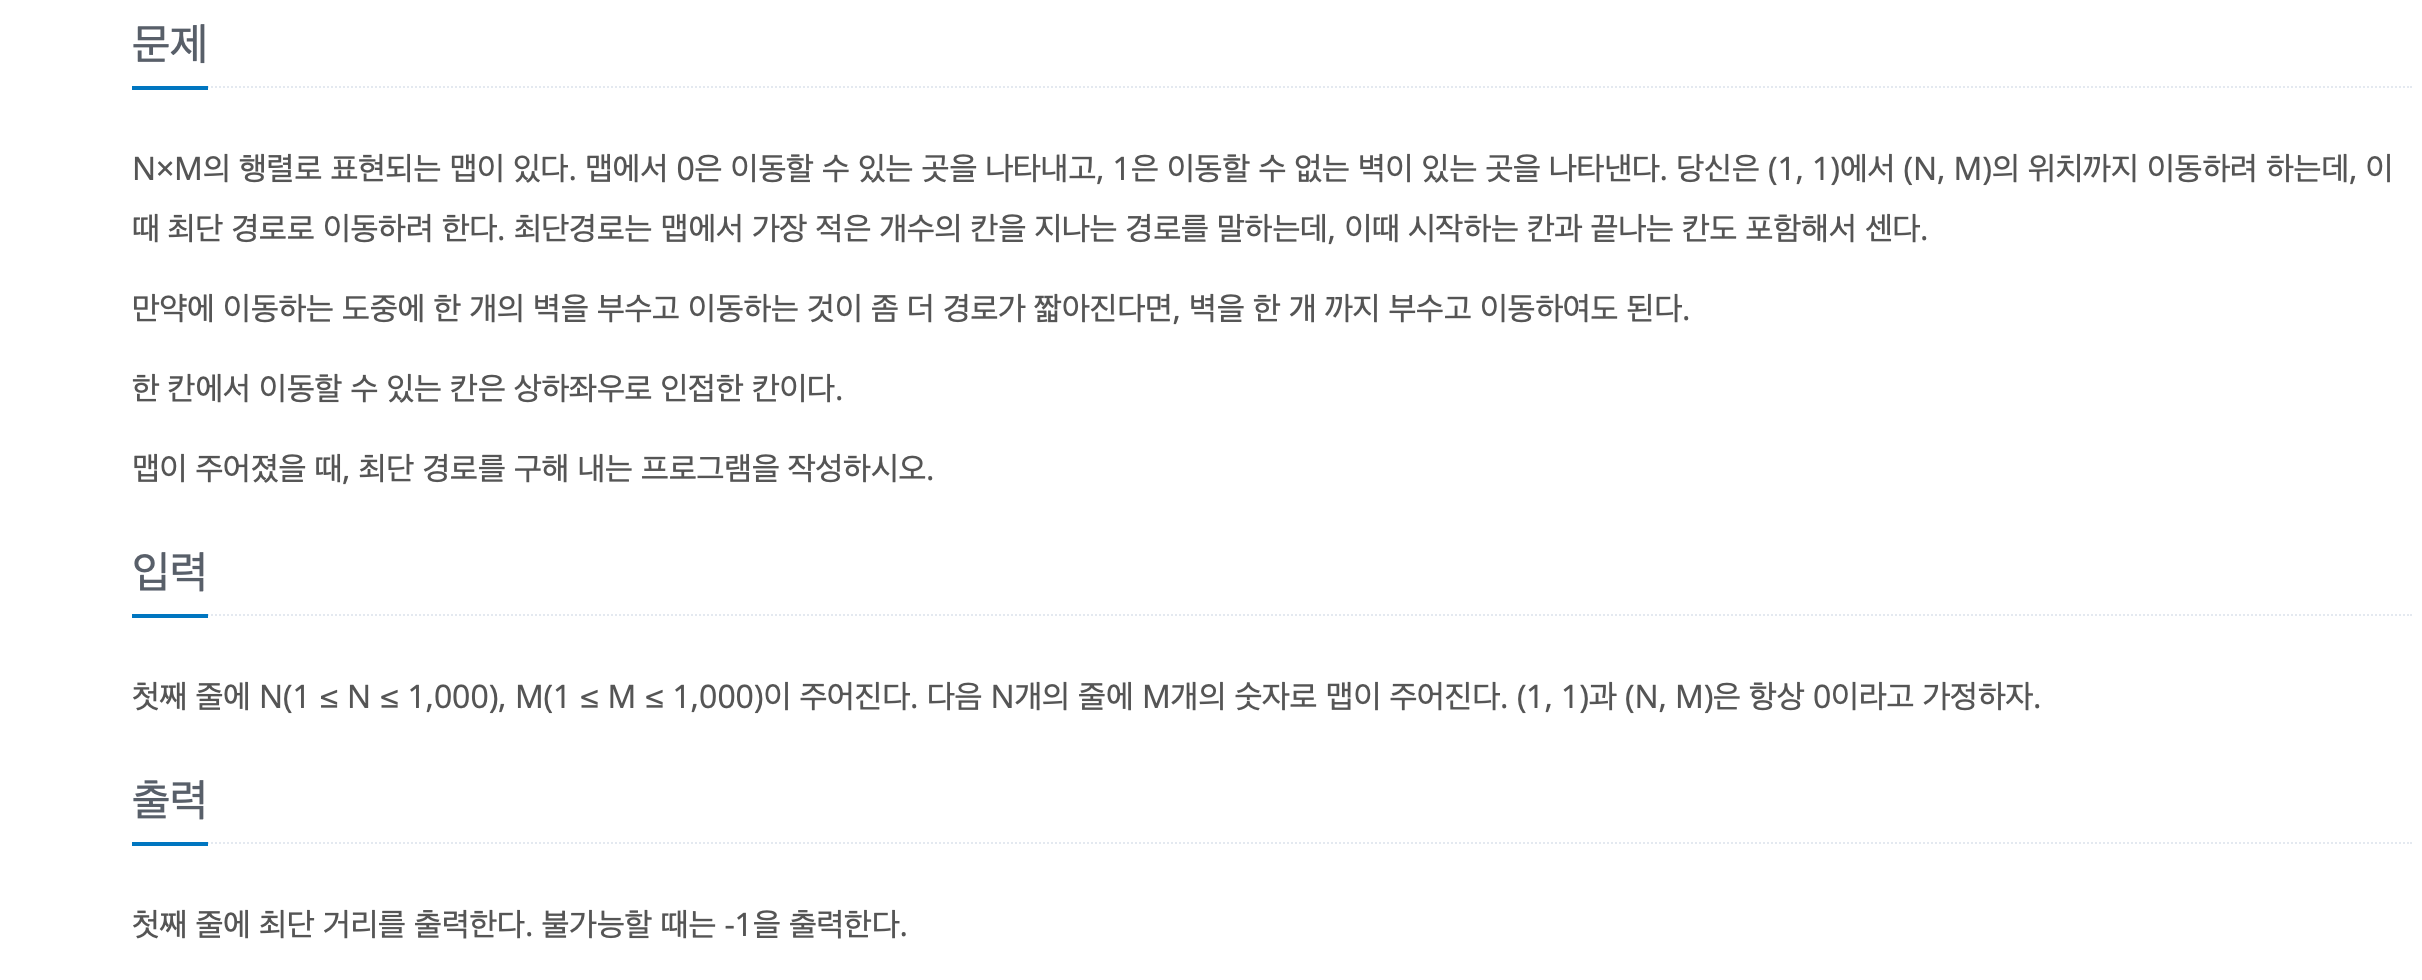 문제
N×M의 행렬로 표현되는 맵이 있다. 맵에서 0은 이동할 수 있는 곳을 나타내고, 1은 이동할 수 없는 벽이 있는 곳을 나타낸다. 당신은 (1, 1)에서 (N, M)의 위치까지 이동하려 하는데, 이
때 최단 경로로 이동하려 한다. 최단경로는 맵에서 가장 적은 개수의 칸을 지나는 경로를 말하는데, 이때 시작하는 칸과 끝나는 칸도 포함해서 센다.
만약에 이동하는 도중에 한 개의 벽을 부수고 이동하는 것이 좀 더 경로가 짧아진다면, 벽을 한 개 까지 부수고 이동하여도 된다.
한 칸에서 이동할 수 있는 칸은 상하좌우로 인접한 칸이다.
맵이 주어졌을 때, 최단 경로를 구해 내는 프로그램을 작성하시오.
입력
첫째 줄에 N(1 ≤ N ≤ 1,000), M(1 ≤ M ≤ 1,000)이 주어진다. 다음 N개의 줄에 M개의 숫자로 맵이 주어진다. (1, 1)과 (N, M)은 항상 0이라고 가정하자.
출력
첫째 줄에 최단 거리를 출력한다. 불가능할 때는 -1을 출력한다.